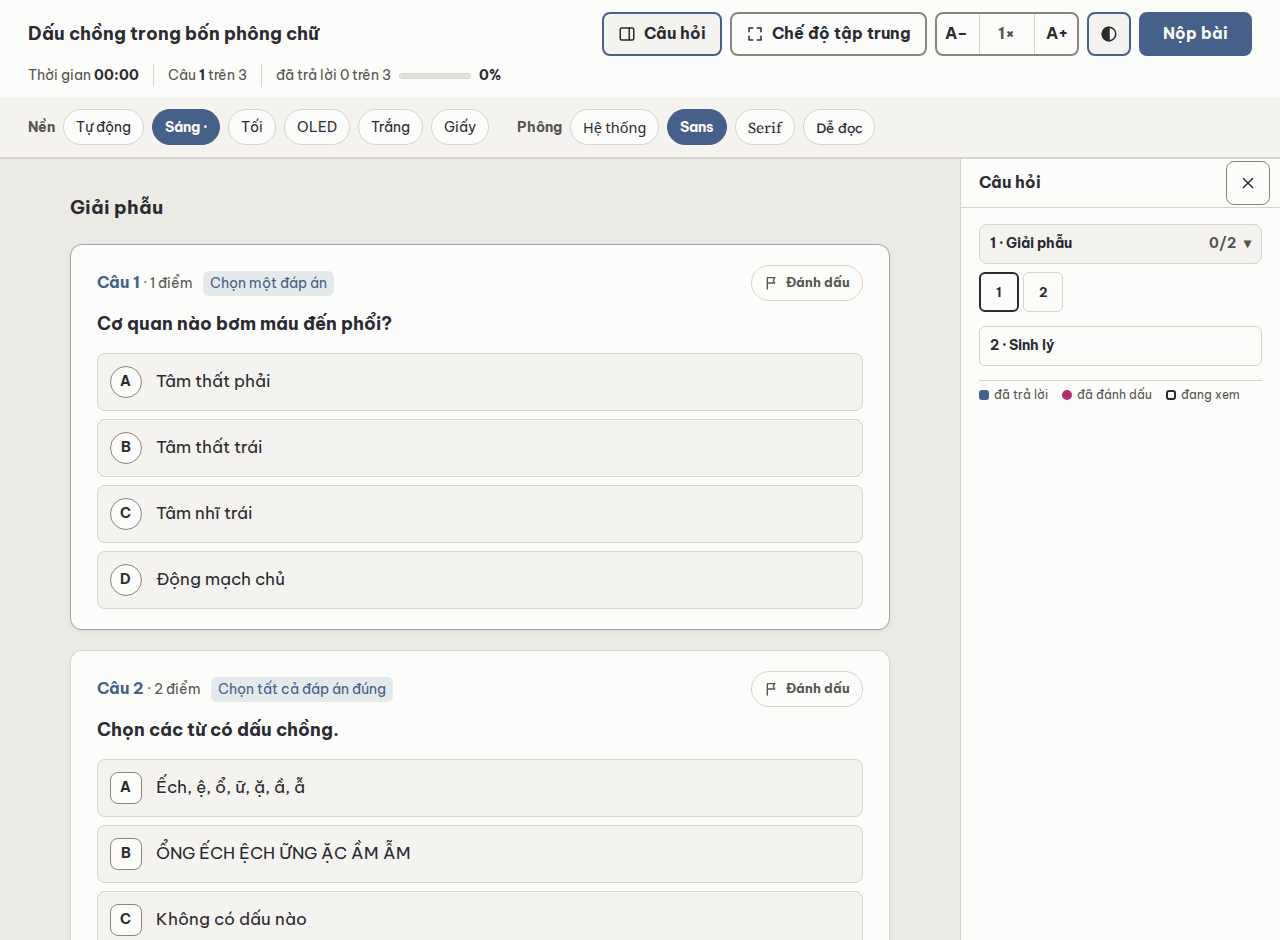 Dấu chồng trong bốn phông chữ
Câu hỏi
Chế độ tập trung
A−
1×
A+
Nộp bài
Thời gian 00:00
Câu 1 trên 3
đã trả lời 0 trên 3
0%
Nền
Tự động
Sáng ·
Tối
OLED
Trắng
Giấy
Phông
Hệ thống
Sans
Serif
Dễ đọc
Giải phẫu
Câu 1 · 1 điểm
Chọn một đáp án
Đánh dấu
Cơ quan nào bơm máu đến phổi?
A Tâm thất phải
B Tâm thất trái
C Tâm nhĩ trái
D Động mạch chủ
Câu 2 · 2 điểm
Chọn tất cả đáp án đúng
Đánh dấu
Chọn các từ có dấu chồng.
A Ếch, ệ, ổ, ữ, ặ, ầ, ẫ
B ỔNG ẾCH ỆCH ỮNG ẶC ẦM ẪM
C Không có dấu nào
Câu hỏi
1 · Giải phẫu 0/2 ▾
1 2
2 · Sinh lý
đã trả lời
đã đánh dấu
đang xem